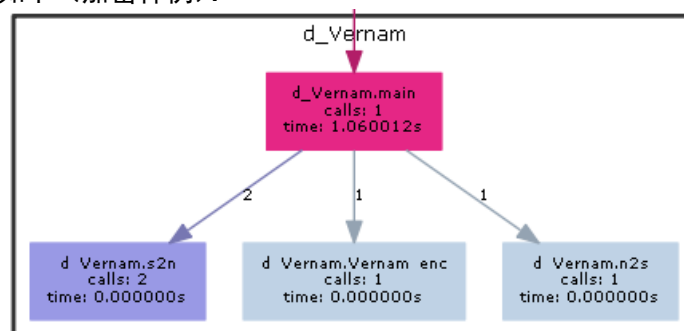 d_Vernam
d_Vernam.main
calls: 1
time: 1.060012s
2
1
1
d_Vernam.s2n
calls: 2
time: 0.000000s
d_Vernam.Vernam_enc
calls: 1
time: 0.000000s
d_Vernam.n2s
calls: 1
time: 0.000000s